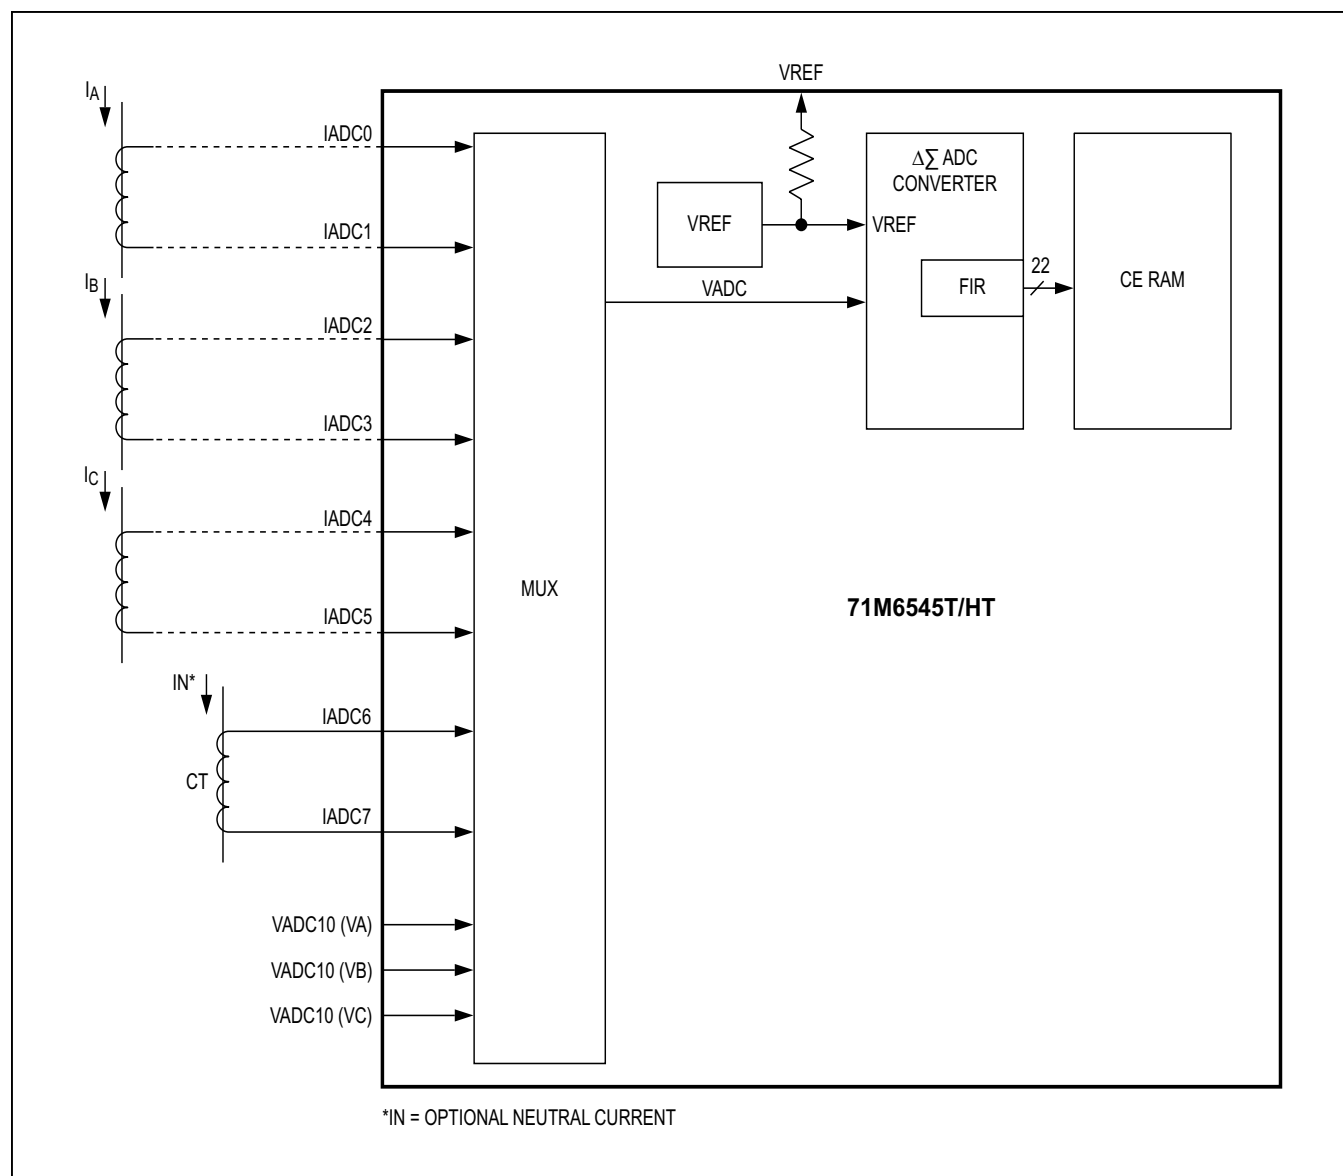 VREF
IA
IADC0
ΔΣ ADC
CONVERTER
VREF
VREF
IADC1
FIR
22
CE RAM
IB
VADC
IADC2
IADC3
IC
IADC4
MUX
71M6545T/HT
IADC5
IN*
IADC6
CT
IADC7
VADC10 (VA)
VADC10 (VB)
VADC10 (VC)
*IN = OPTIONAL NEUTRAL CURRENT